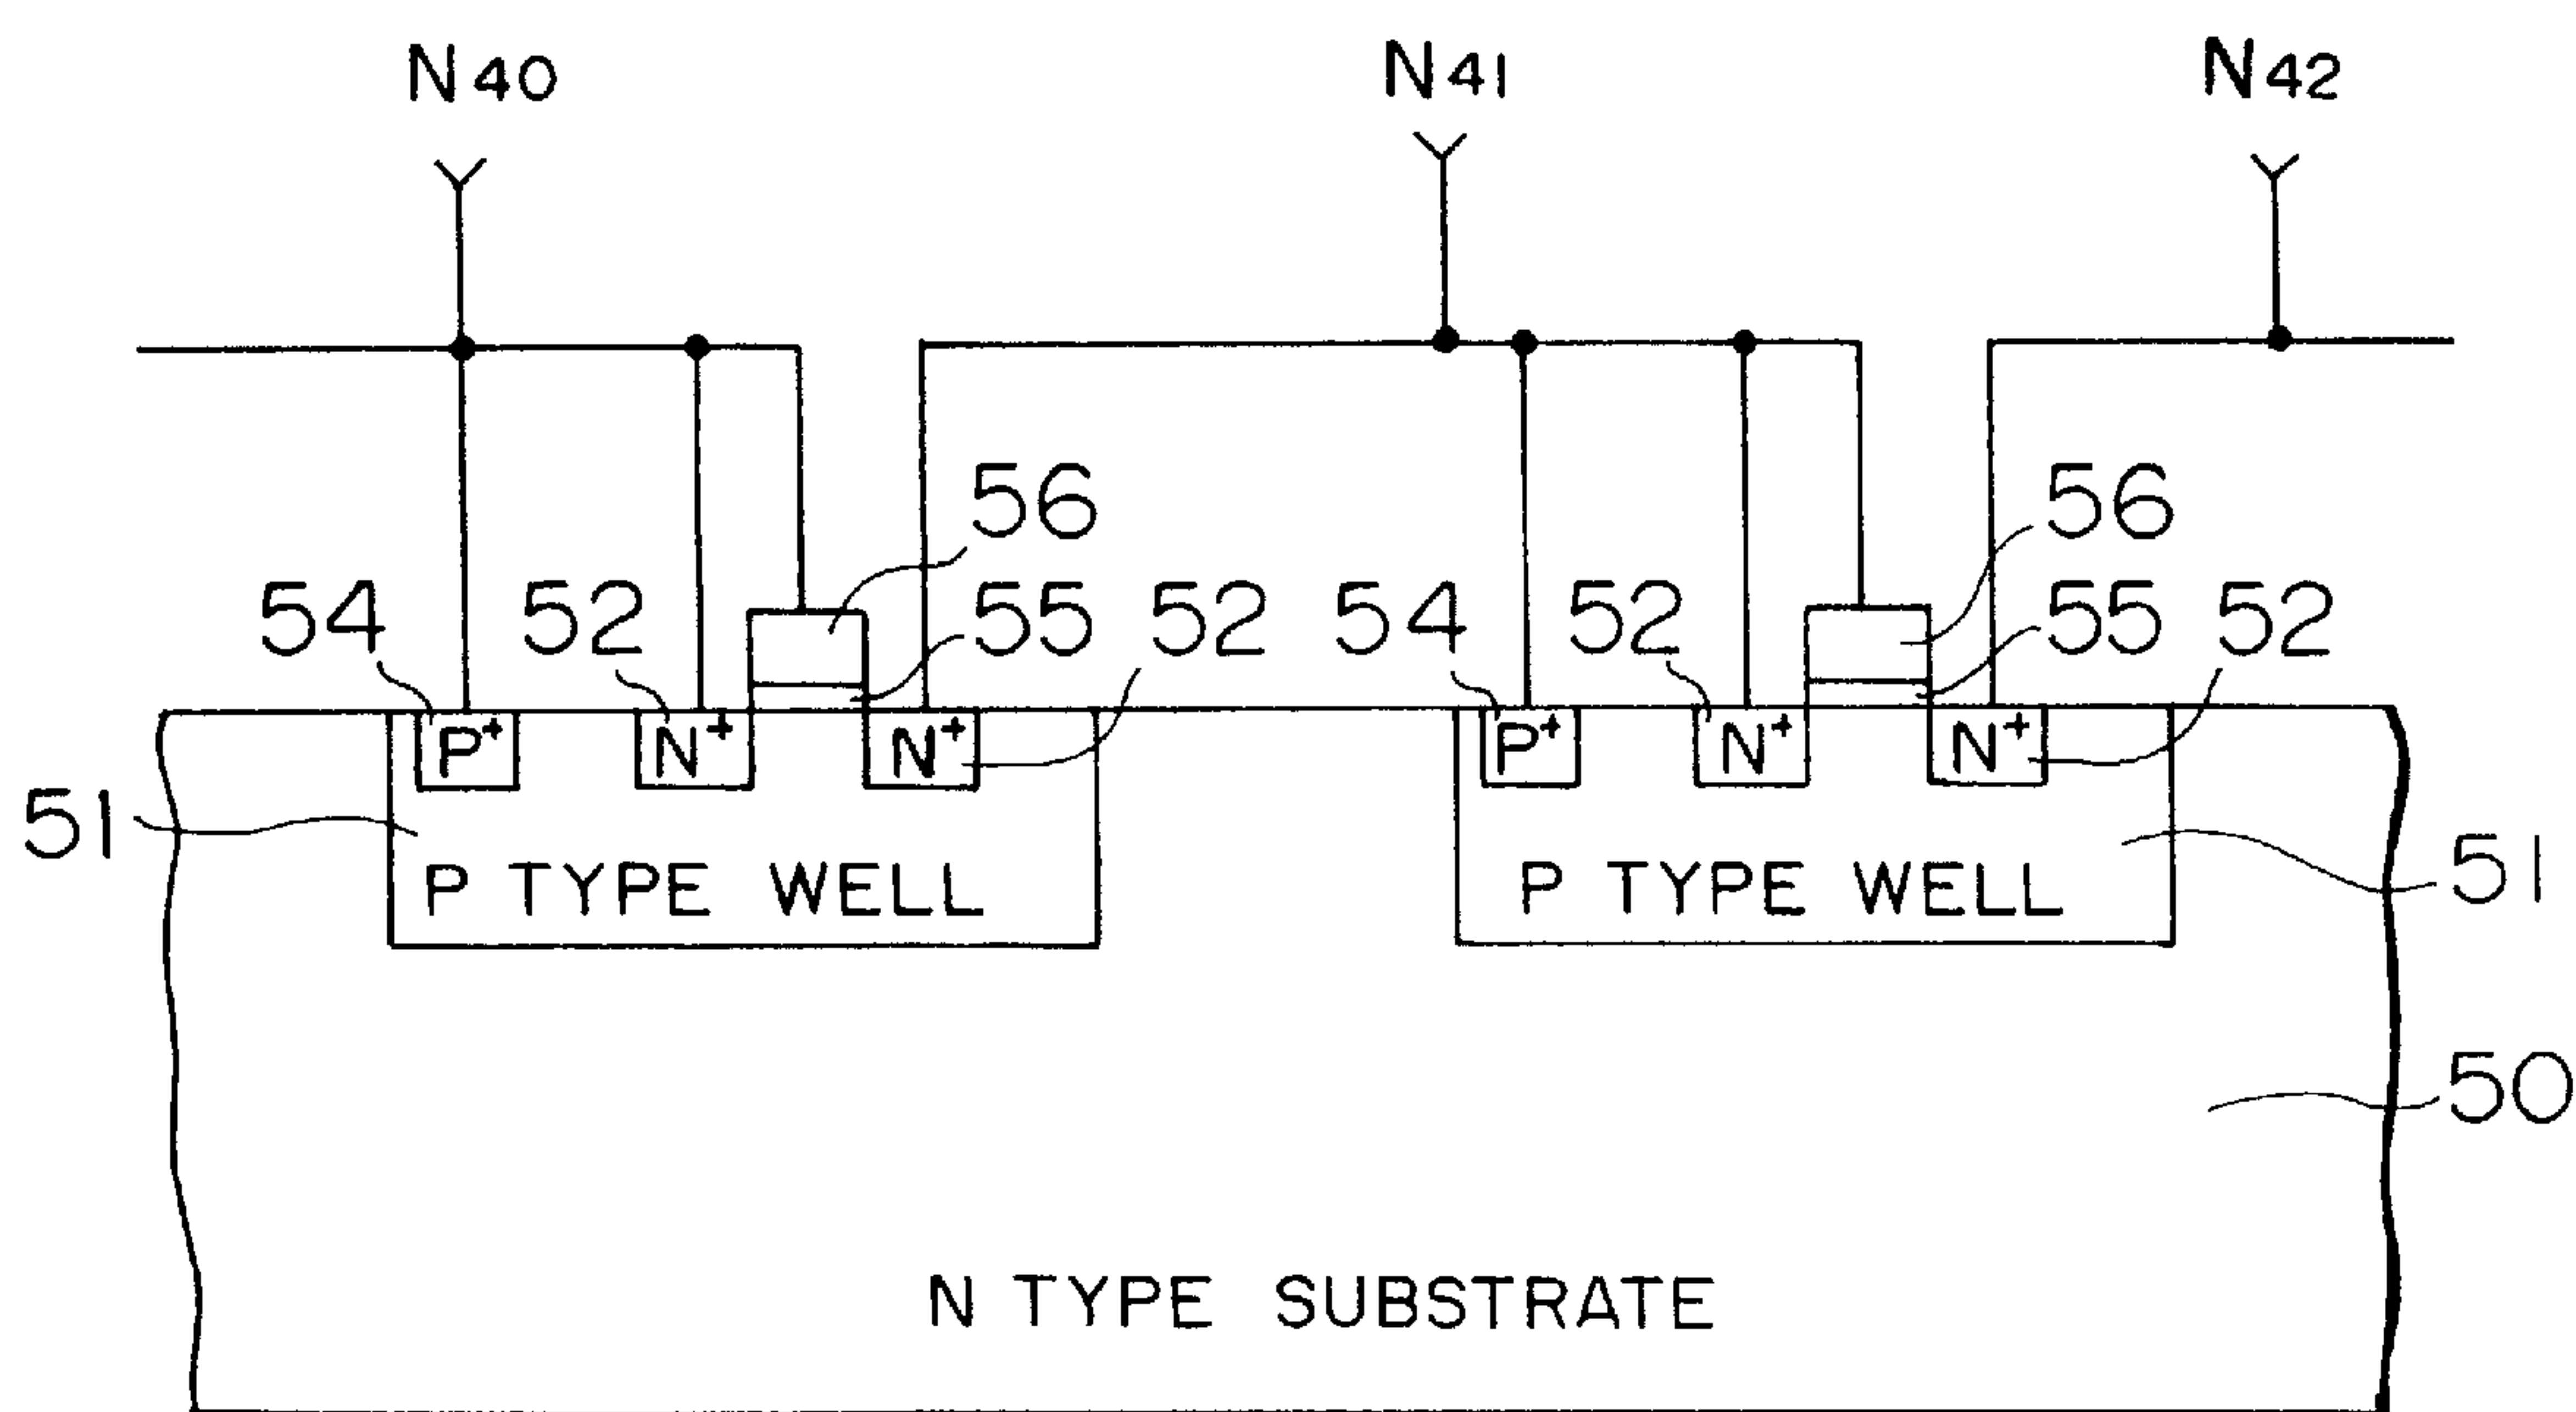 N40 N41 N42
56 56
54 52 55 52 54 52 55 52
P+ N+ N+ P+ N+ N+
51 P TYPE WELL P TYPE WELL 51
50
N TYPE SUBSTRATE